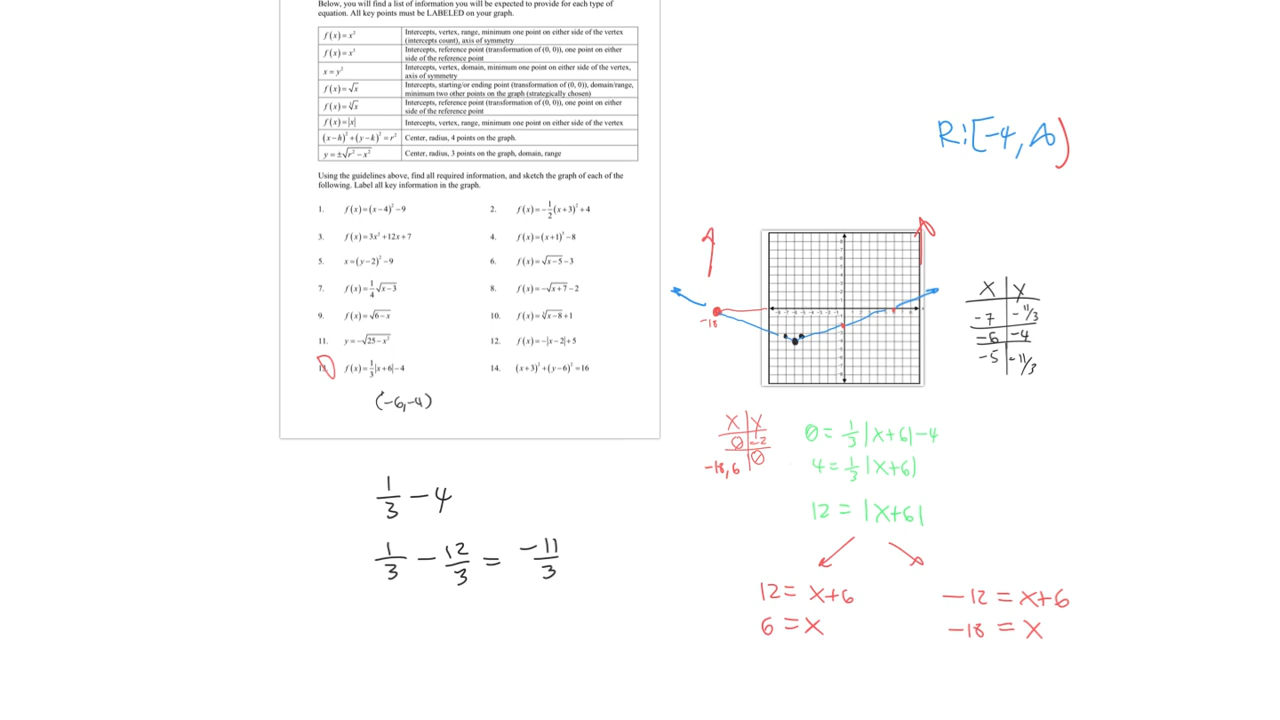 Below, you will find a list of information you will be expected to provide for each type of
equation. All key points must be LABELED on your graph.
f(x)=x² Intercepts, vertex, range, minimum one point on either side of the vertex
(intercepts count), axis of symmetry
f(x)=x³ Intercepts, reference point (transformation of (0, 0)), one point on either
side of the reference point
x=y² Intercepts, vertex, domain, minimum one point on either side of the vertex,
axis of symmetry
f(x)=√x Intercepts, starting/or ending point (transformation of (0, 0)), domain/range,
minimum two other points on the graph (strategically chosen)
f(x)=∛x Intercepts, reference point (transformation of (0, 0)), one point on either
side of the reference point
f(x)=|x| Intercepts, vertex, range, minimum one point on either side of the vertex
(x-h)²+(y-k)²=r² Center, radius, 4 points on the graph.
y=±√(r²-x²) Center, radius, 3 points on the graph, domain, range
Using the guidelines above, find all required information, and sketch the graph of each of the
following. Label all key information in the graph.
1. f(x)=(x-4)²-9
2. f(x)=-1/2(x+3)²+4
3. f(x)=3x²+12x+7
4. f(x)=(x+1)³-8
5. x=(y-2)²-9
6. f(x)=√(x-5)-3
7. f(x)=1/4√(x-3)
8. f(x)=-√(x+7)-2
9. f(x)=√(6-x)
10. f(x)=∛(x-8)+1
11. y=-√(25-x²)
12. f(x)=-|x-2|+5
13. f(x)=1/3|x+6|-4
14. (x+3)²+(y-6)²=16
(-6,-4)
1/3 - 4
1/3 - 12/3 = -11/3
R:[-4, ∞)
-18
X Y
-7 -11/3
-6 -4
-5 -11/3
X Y
0 -2
-18,6 0
0 = 1/3 |x+6| - 4
4 = 1/3 |x+6|
12 = |x+6|
12 = x+6
6 = x
-12 = x+6
-18 = x